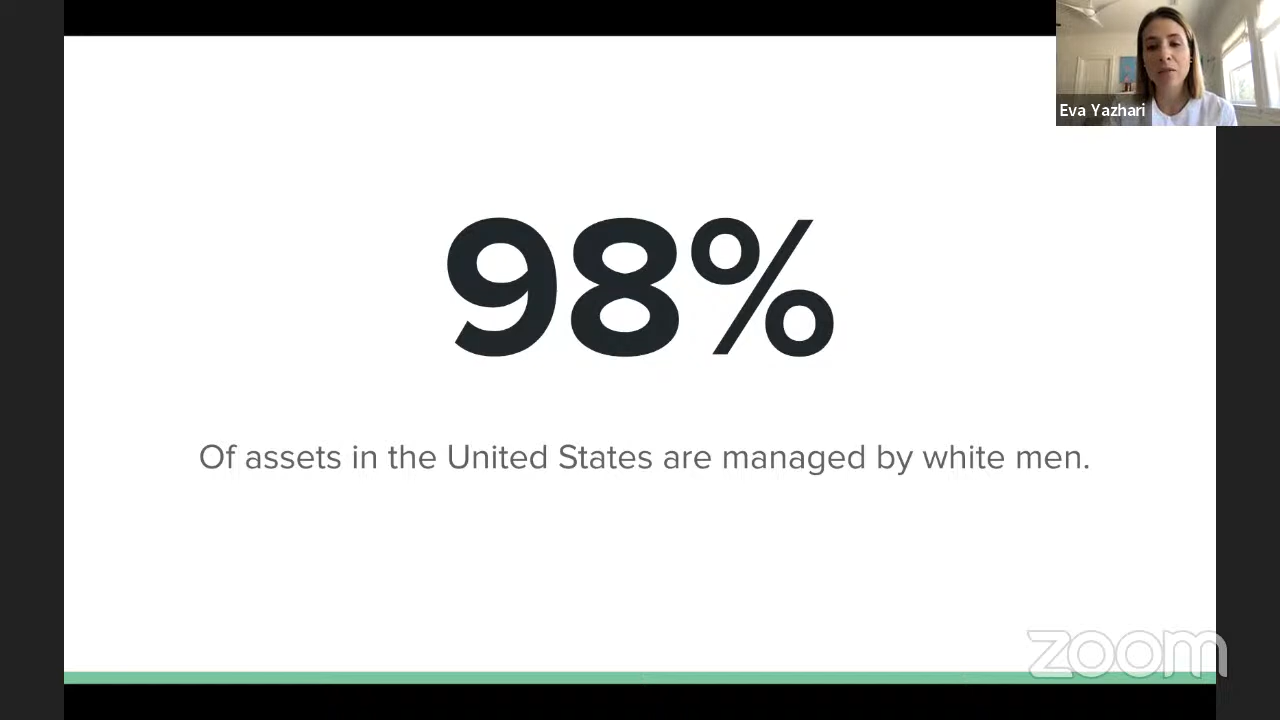 Eva Yazhari
98%
Of assets in the United States are managed by white men.
zoom